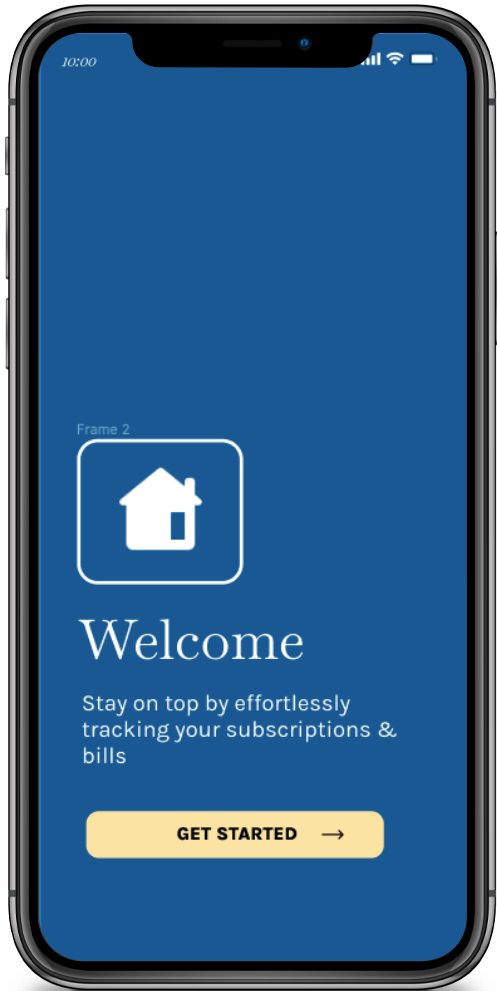 10:00
Frame 2
Welcome
Stay on top by effortlessly
tracking your subscriptions &
bills
GET STARTED →